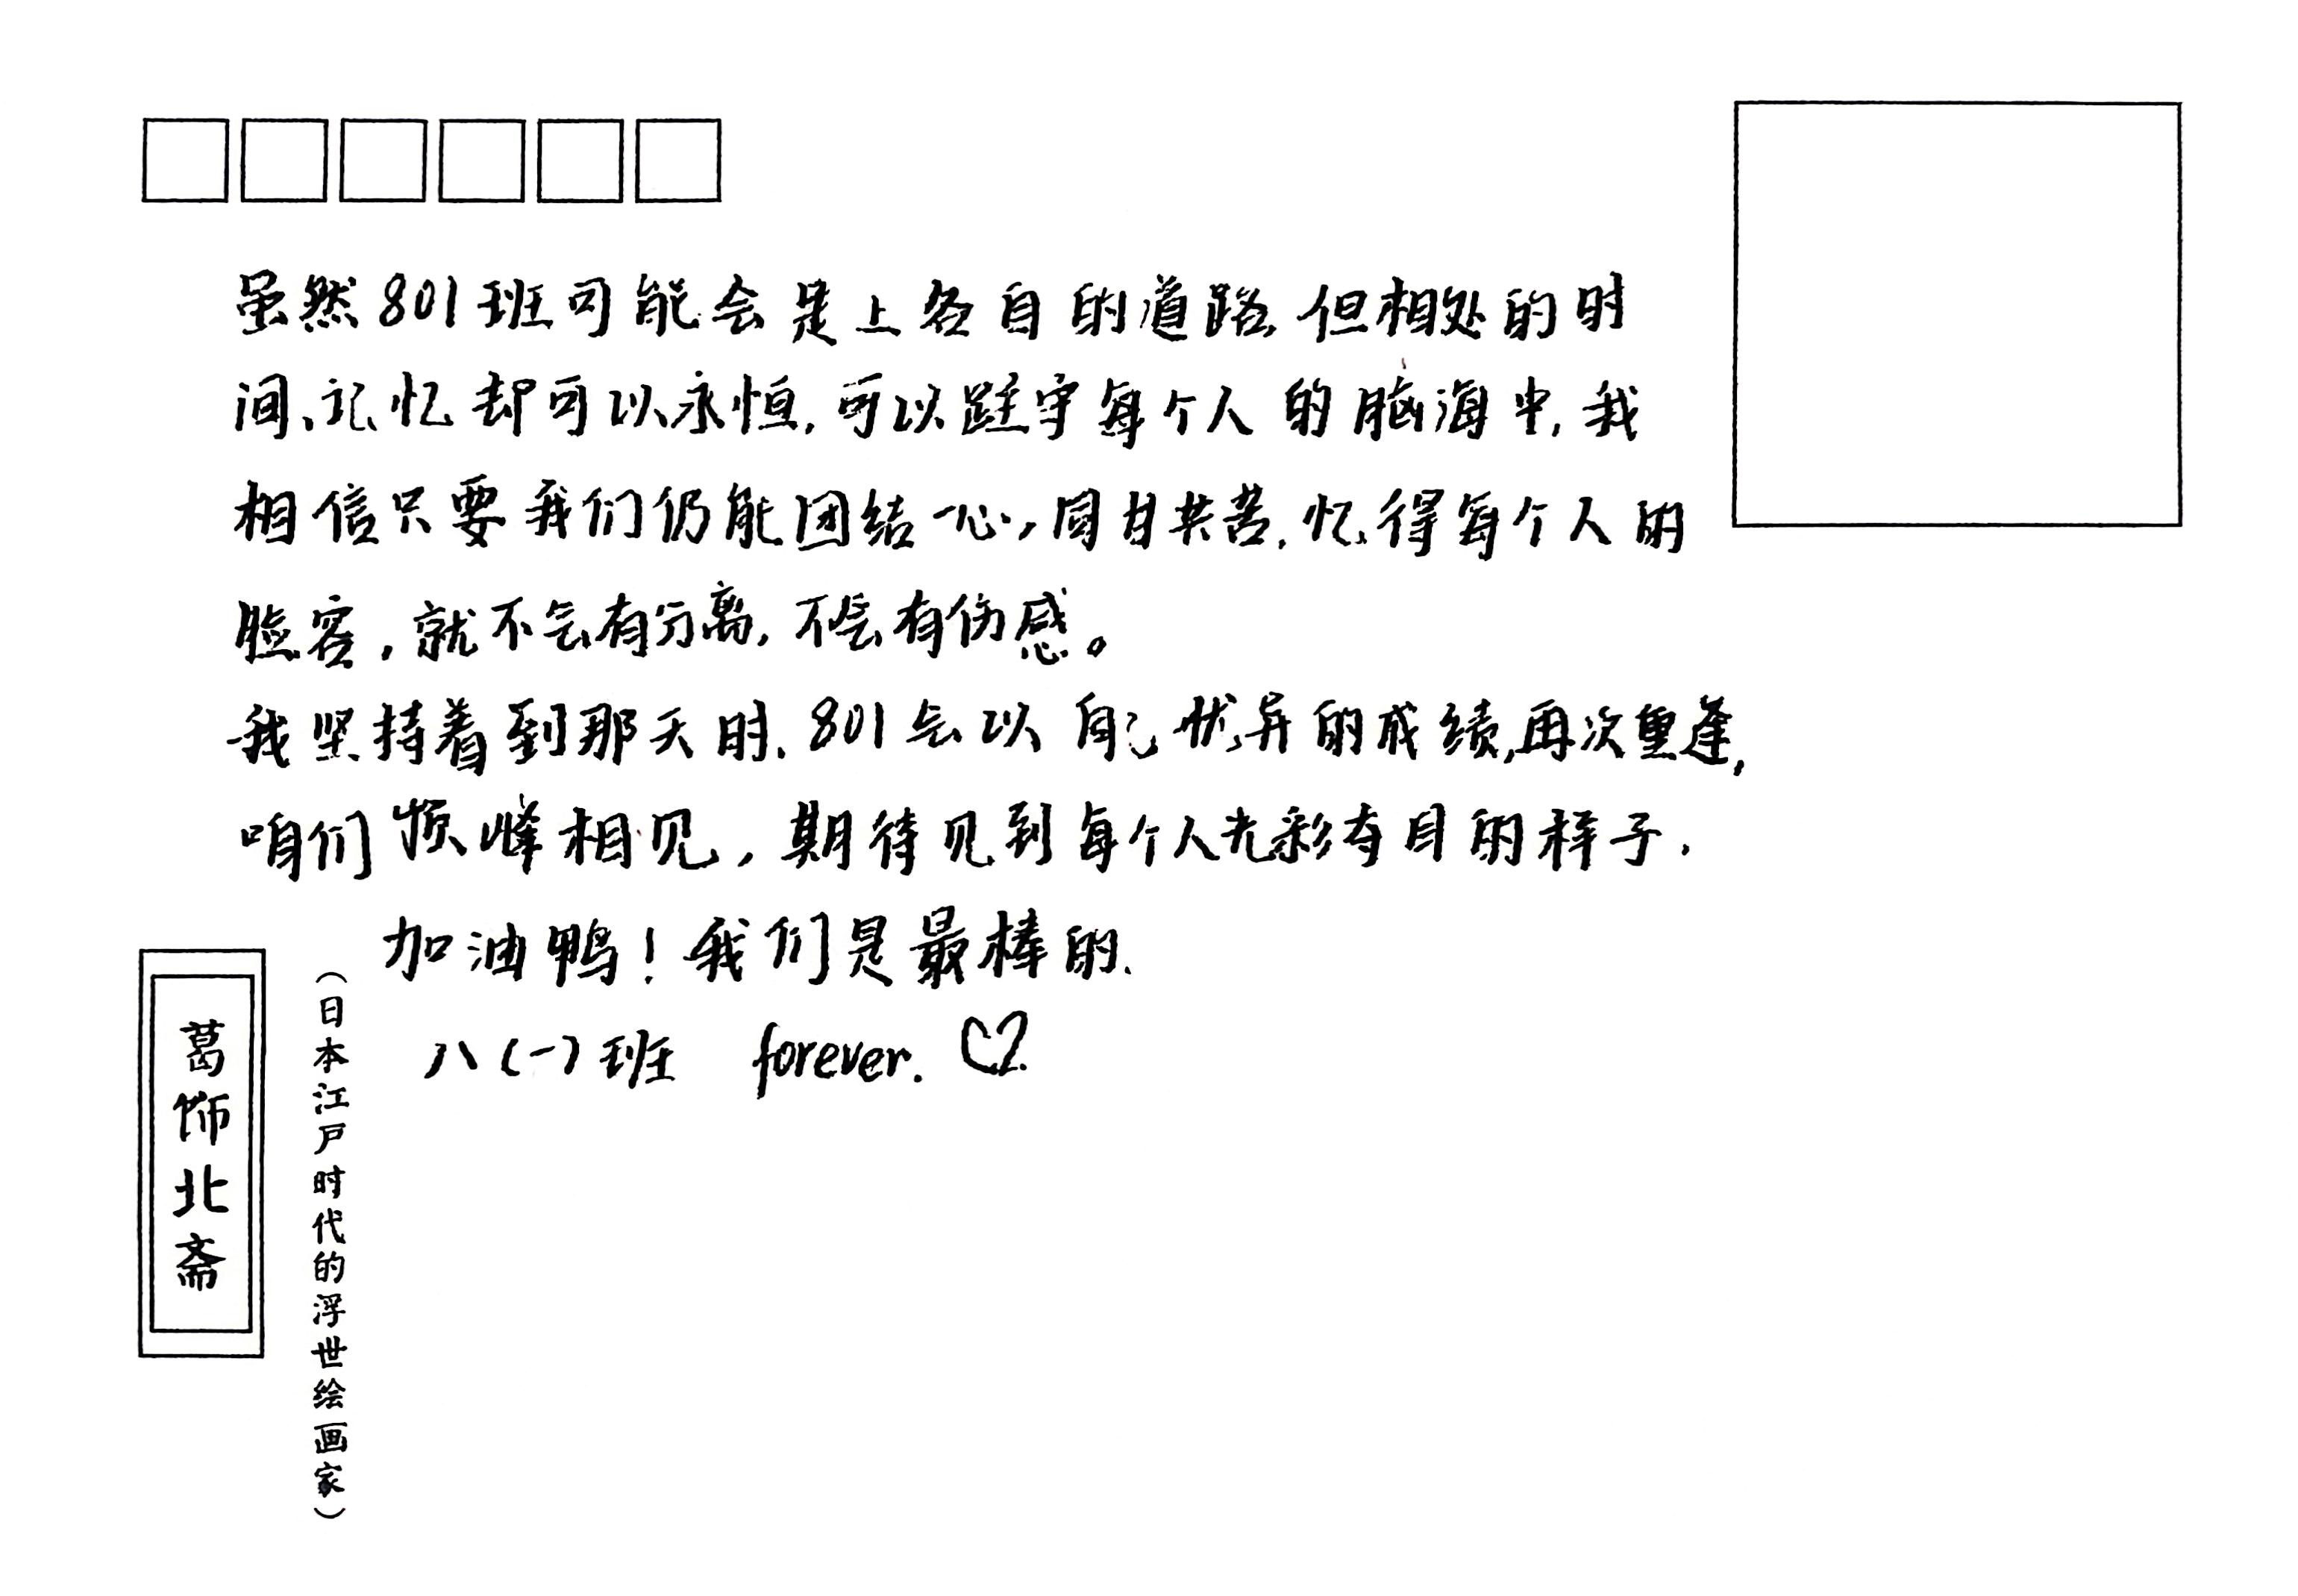 虽然801班可能会是上各自的道路,但相处的时
间、记忆却可以永恒,可以跬字每个人的脑海中,我
相信只要我们仍能团结一心,同甘共苦,忆得每个人的
脸容,就不会有分离,不会有伤感。
我坚持着到那天时,801会以自己优异的成绩,再次重逢,
咱们顶峰相见,期待见到每个人光彩夺目的样子.
加油鸭!我们是最棒的.
八(一)班 forever. ♡
葛饰北斋
(日本江户时代的浮世绘画家)